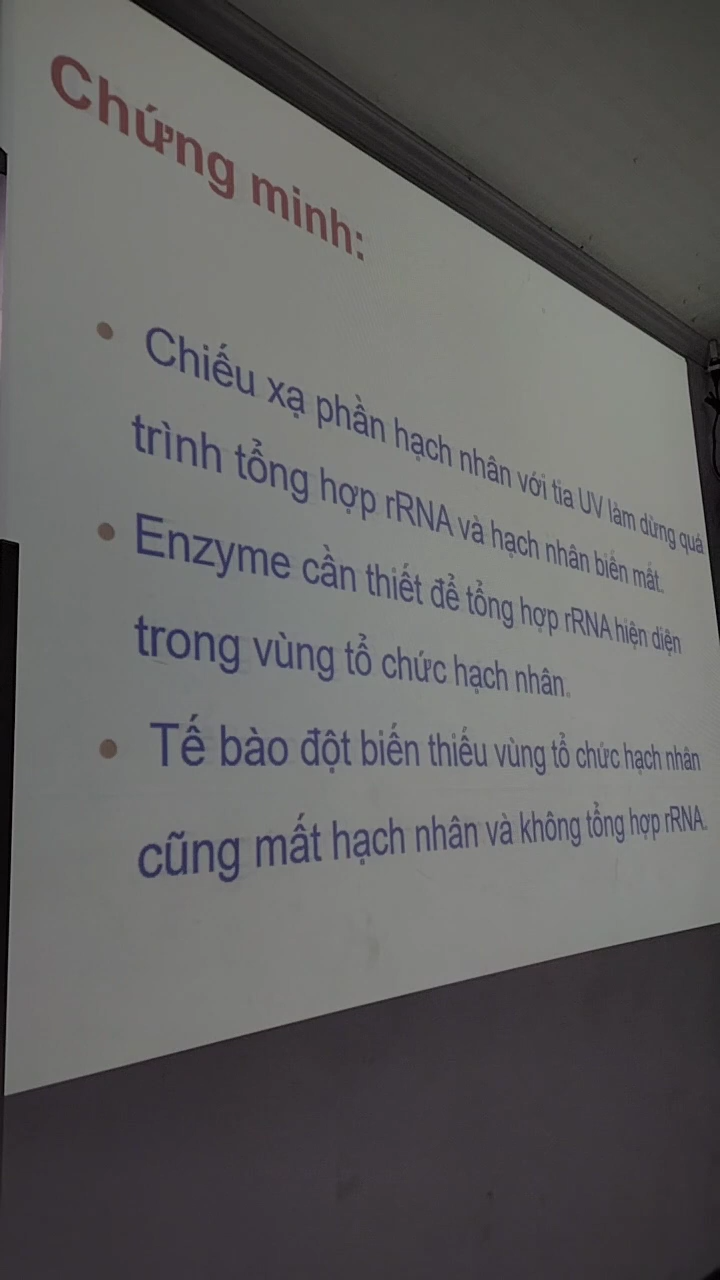 Chứng minh:
• Chiếu xạ phần hạch nhân với tia UV làm dừng quá
trình tổng hợp rRNA và hạch nhân biến mất.
• Enzyme cần thiết để tổng hợp rRNA hiện diện
trong vùng tổ chức hạch nhân.
• Tế bào đột biến thiếu vùng tổ chức hạch nhân
cũng mất hạch nhân và không tổng hợp rRNA.